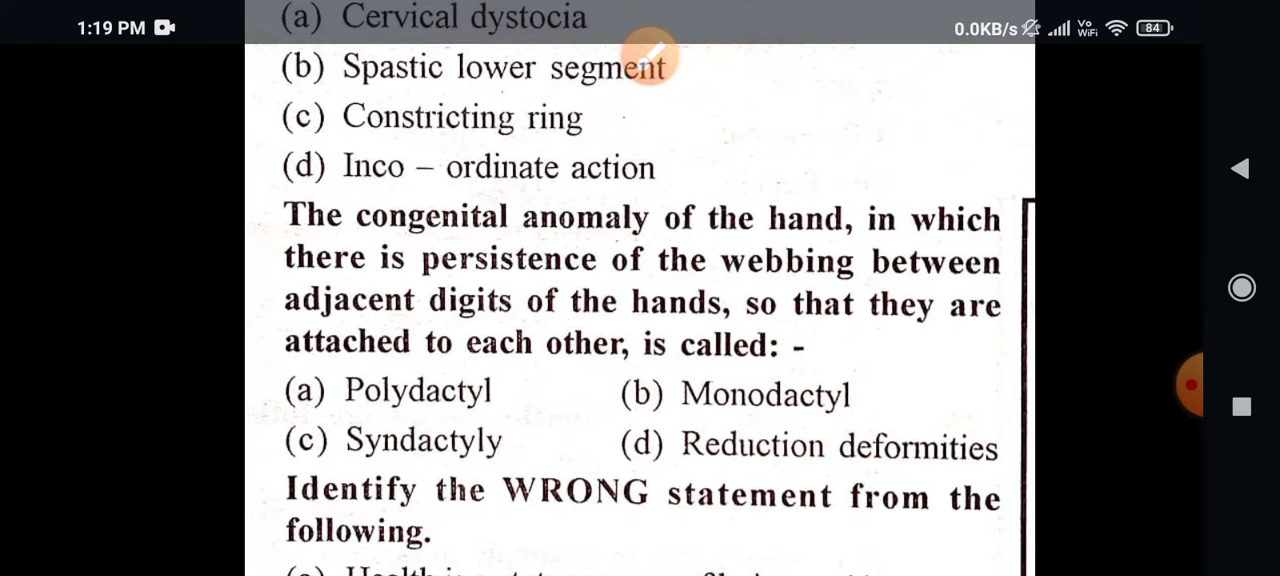 (a) Cervical dystocia
1:19 PM 0.0KB/s Vo WiFi 84
(b) Spastic lower segment
(c) Constricting ring
(d) Inco – ordinate action
The congenital anomaly of the hand, in which
there is persistence of the webbing between
adjacent digits of the hands, so that they are
attached to each other, is called: -
(a) Polydactyl (b) Monodactyl
(c) Syndactyly (d) Reduction deformities
Identify the WRONG statement from the
following.